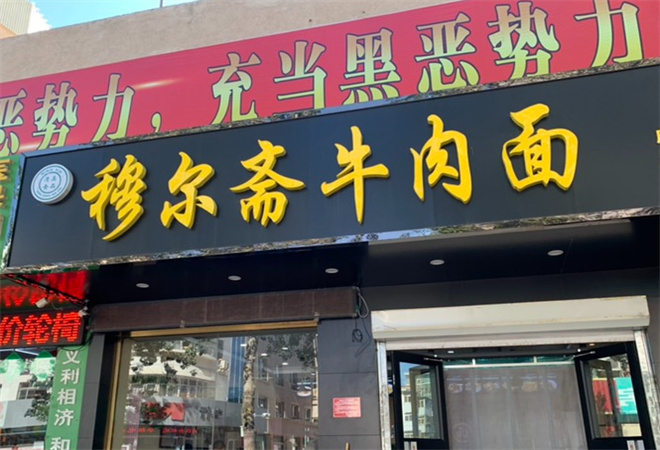 恶势力，充当黑恶势力
穆尔斋牛肉面
价轮椅
义利相济 和